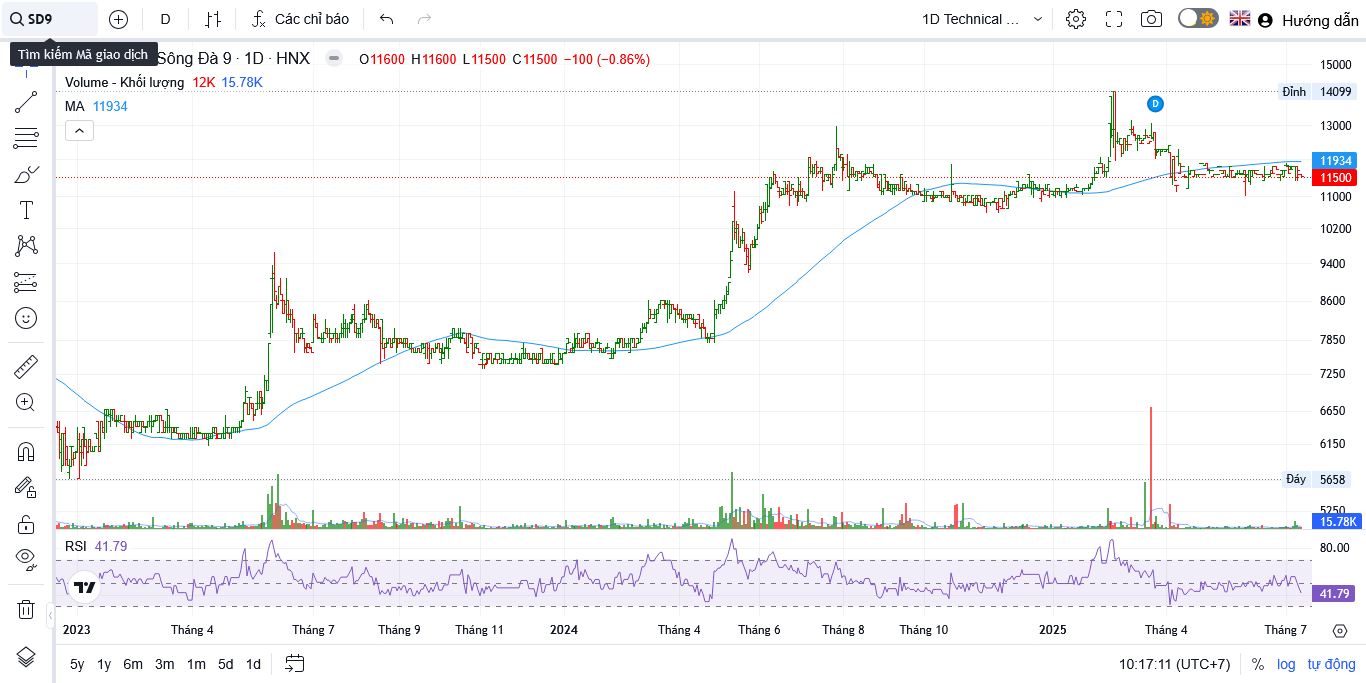 SD9 D Các chỉ báo 1D Technical ... Hướng dẫn
Tìm kiếm Mã giao dịch
Sông Đà 9 · 1D · HNX O11600 H11600 L11500 C11500 −100 (−0.86%)
Volume - Khối lượng 12K 15.78K
MA 11934
15000
Đỉnh 14099
D
13000
11934
11500
11000
10200
9400
8600
7850
7250
6650
6150
Đáy 5658
5250
15.78K
RSI 41.79
80.00
41.79
2023 Tháng 4 Tháng 7 Tháng 9 Tháng 11 2024 Tháng 4 Tháng 6 Tháng 8 Tháng 10 2025 Tháng 4 Tháng 7
5y 1y 6m 3m 1m 5d 1d 10:17:11 (UTC+7) % log tự động